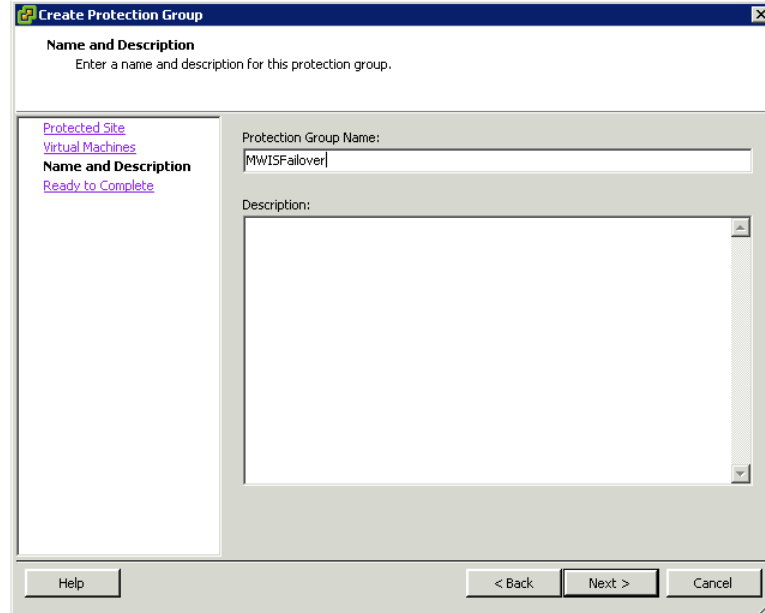 Create Protection Group
Name and Description
Enter a name and description for this protection group.
Protected Site
Virtual Machines
Name and Description
Ready to Complete
Protection Group Name:
MWISFailover
Description:
Help
< Back
Next >
Cancel